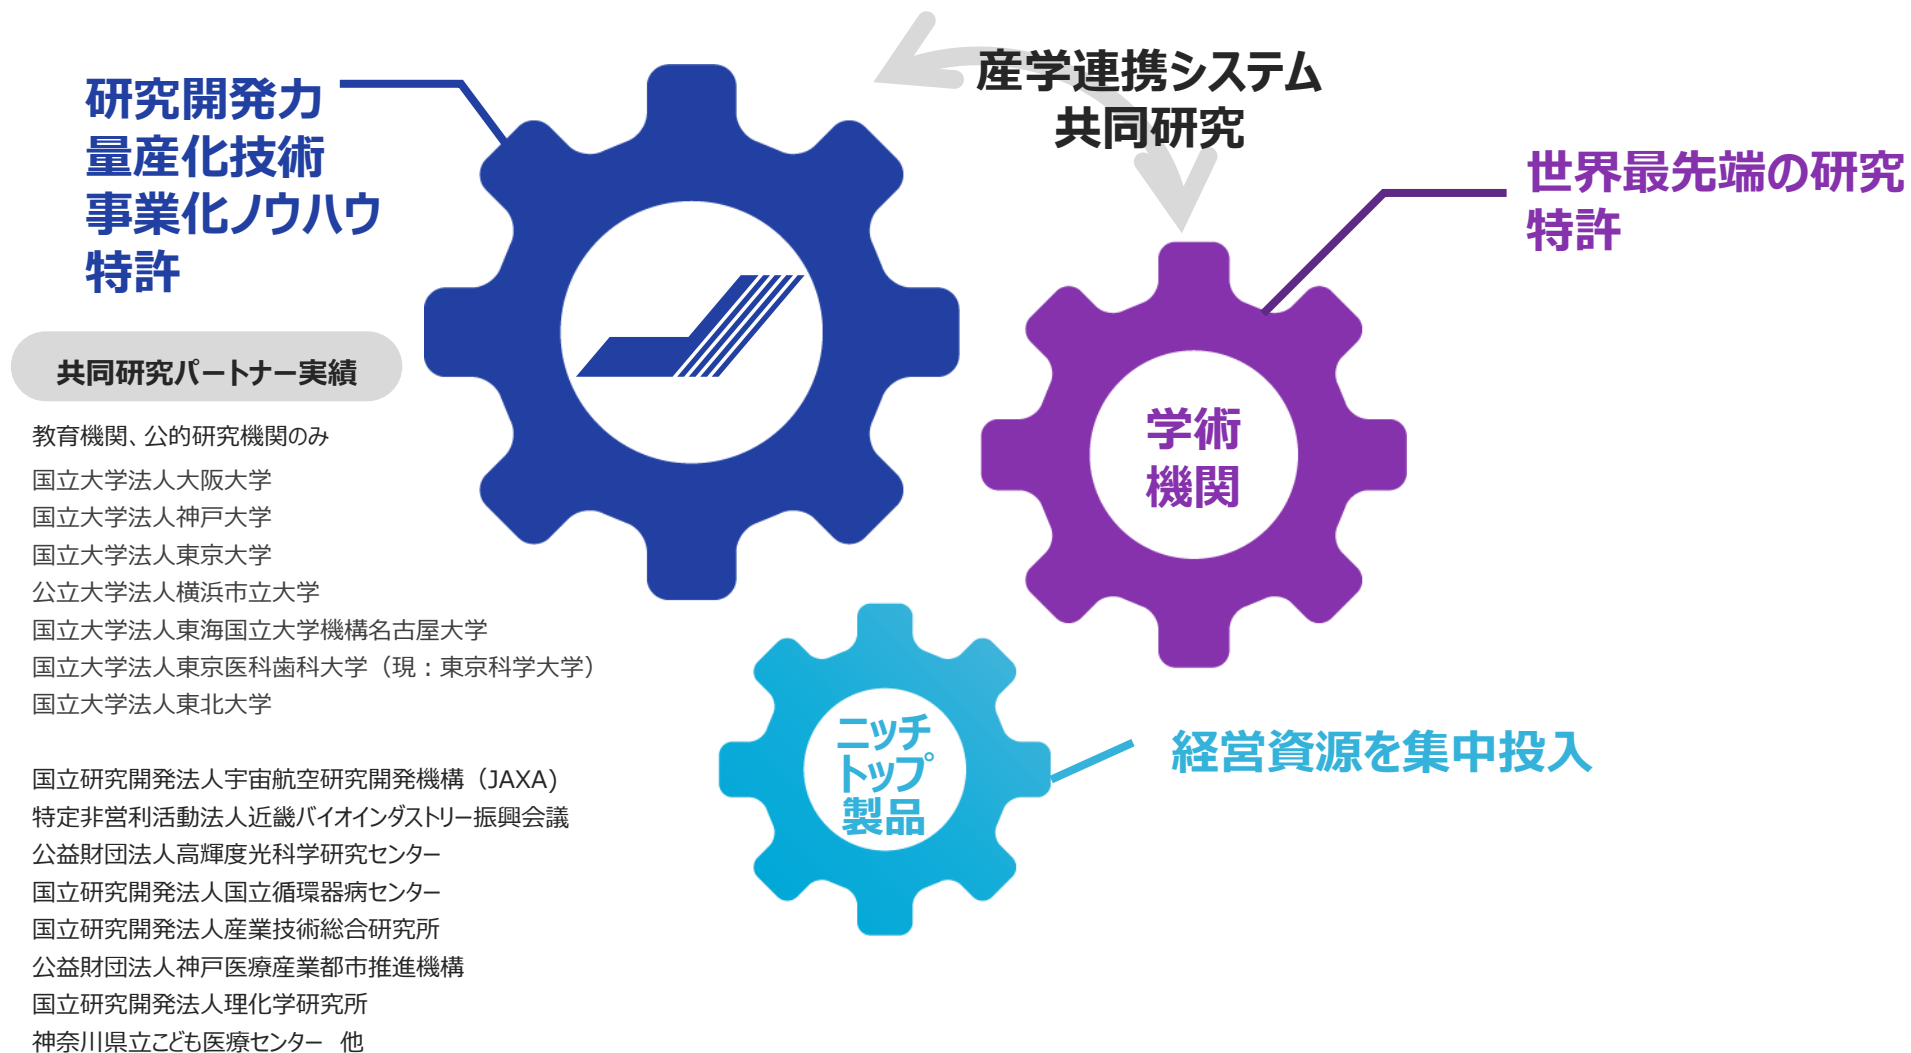 研究開発力
量産化技術
事業化ノウハウ
特許
産学連携システム
共同研究
世界最先端の研究
特許
共同研究パートナー実績
教育機関、公的研究機関のみ
国立大学法人大阪大学
国立大学法人神戸大学
国立大学法人東京大学
公立大学法人横浜市立大学
国立大学法人東海国立大学機構名古屋大学
国立大学法人東京医科歯科大学（現：東京科学大学）
国立大学法人東北大学
国立研究開発法人宇宙航空研究開発機構（JAXA)
特定非営利活動法人近畿バイオインダストリー振興会議
公益財団法人高輝度光科学研究センター
国立研究開発法人国立循環器病センター
国立研究開発法人産業技術総合研究所
公益財団法人神戸医療産業都市推進機構
国立研究開発法人理化学研究所
神奈川県立こども医療センター　他
学術
機関
ニッチ
トップ
製品
経営資源を集中投入